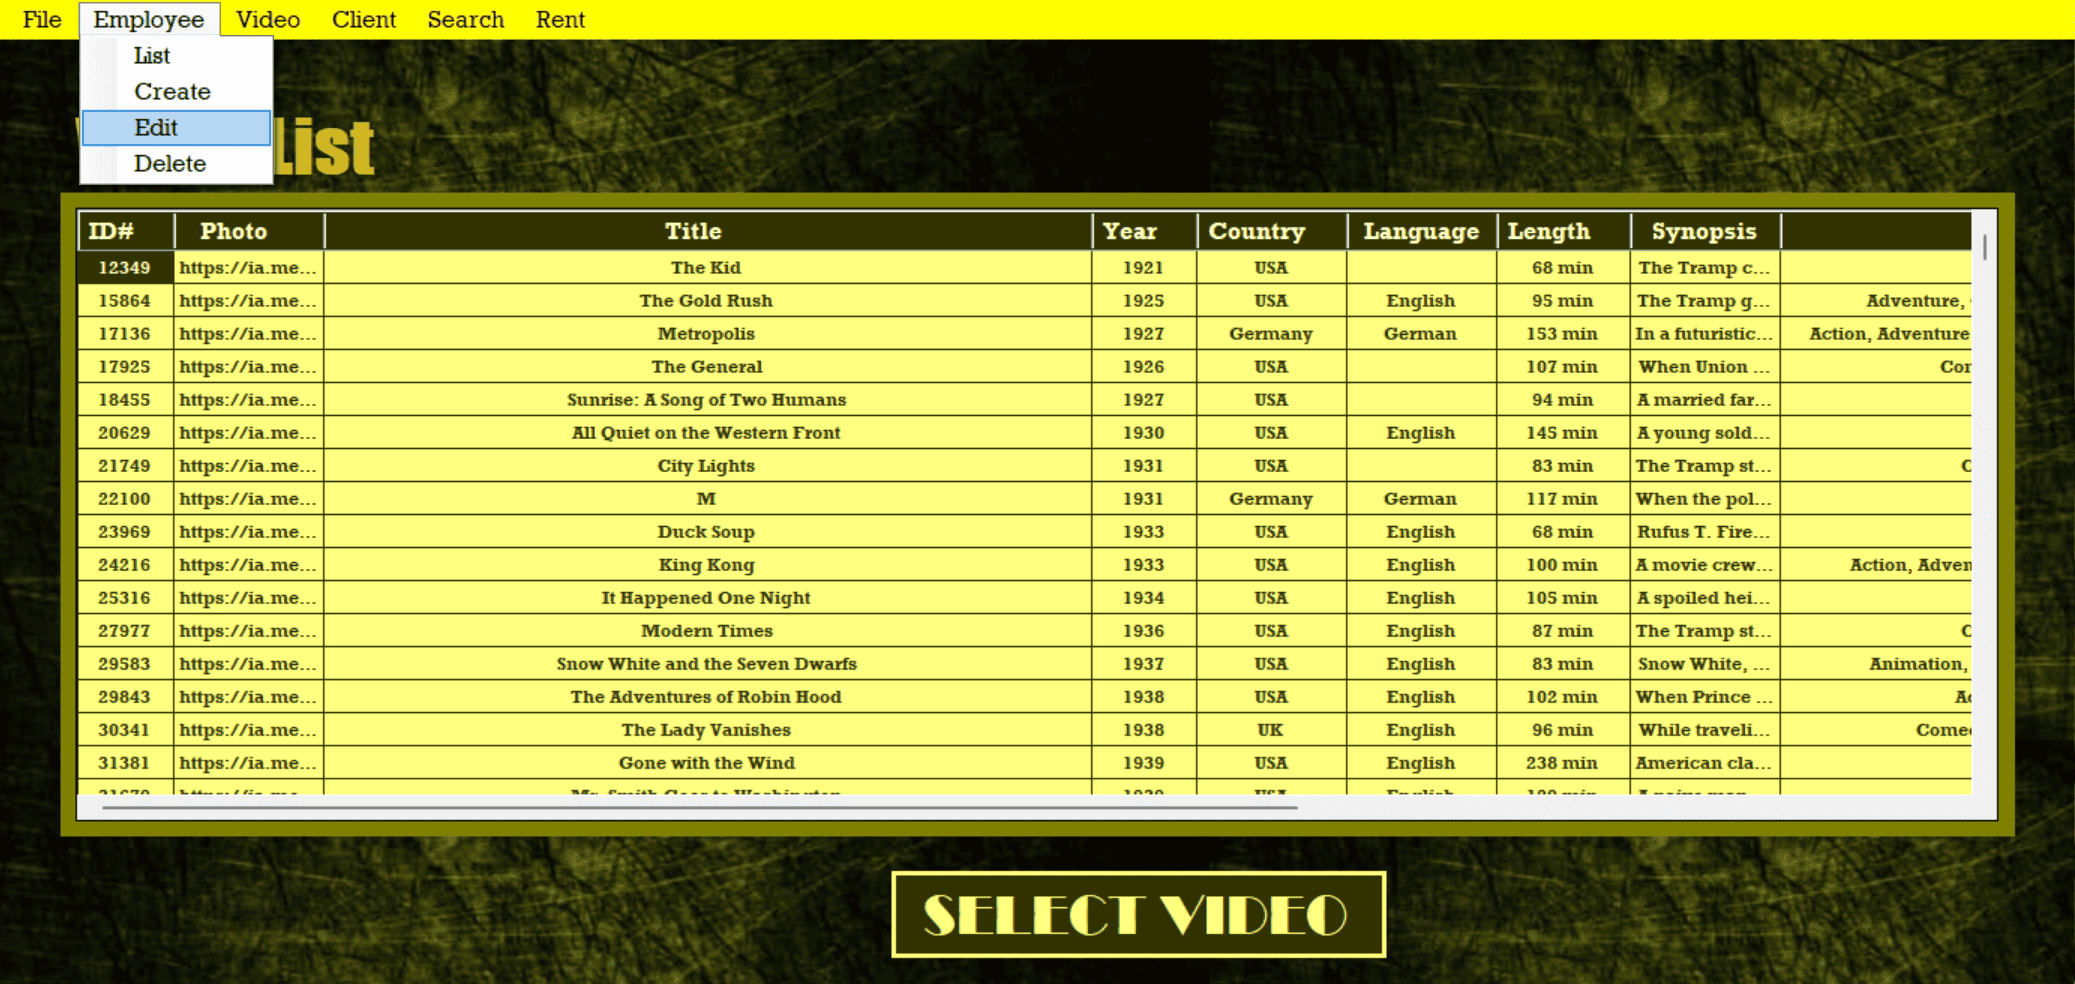 File Employee Video Client Search Rent
List
Create
Edit
Delete
List
ID# Photo Title Year Country Language Length Synopsis
12349 https://ia.me... The Kid 1921 USA 68 min The Tramp c...
15864 https://ia.me... The Gold Rush 1925 USA English 95 min The Tramp g... Adventure,
17136 https://ia.me... Metropolis 1927 Germany German 153 min In a futuristic... Action, Adventure
17925 https://ia.me... The General 1926 USA 107 min When Union ...
18455 https://ia.me... Sunrise: A Song of Two Humans 1927 USA 94 min A married far...
20629 https://ia.me... All Quiet on the Western Front 1930 USA English 145 min A young sold...
21749 https://ia.me... City Lights 1931 USA 83 min The Tramp st...
22100 https://ia.me... M 1931 Germany German 117 min When the pol...
23969 https://ia.me... Duck Soup 1933 USA English 68 min Rufus T. Fire...
24216 https://ia.me... King Kong 1933 USA English 100 min A movie crew... Action, Adven
25316 https://ia.me... It Happened One Night 1934 USA English 105 min A spoiled hei...
27977 https://ia.me... Modern Times 1936 USA English 87 min The Tramp st...
29583 https://ia.me... Snow White and the Seven Dwarfs 1937 USA English 83 min Snow White, ... Animation,
29843 https://ia.me... The Adventures of Robin Hood 1938 USA English 102 min When Prince ...
30341 https://ia.me... The Lady Vanishes 1938 UK English 96 min While traveli... Come
31381 https://ia.me... Gone with the Wind 1939 USA English 238 min American cla...
SELECT VIDEO